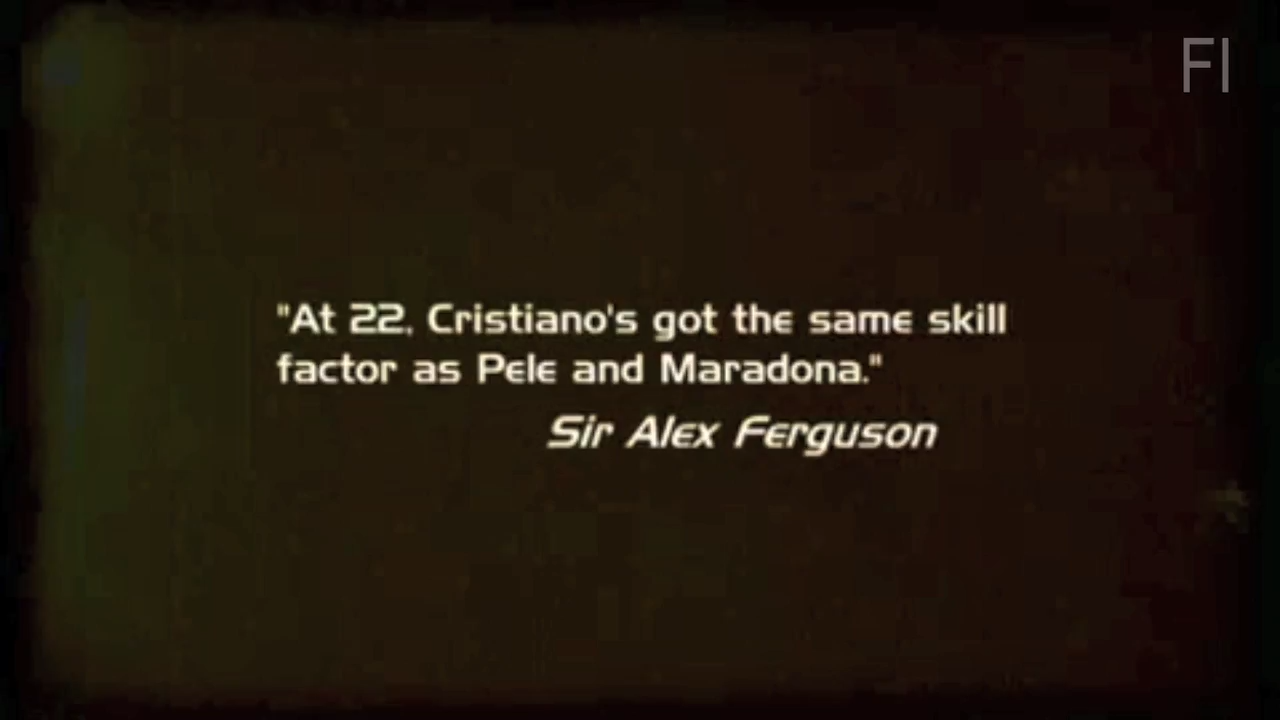 FI
"At 22, Cristiano's got the same skill
factor as Pele and Maradona."
Sir Alex Ferguson